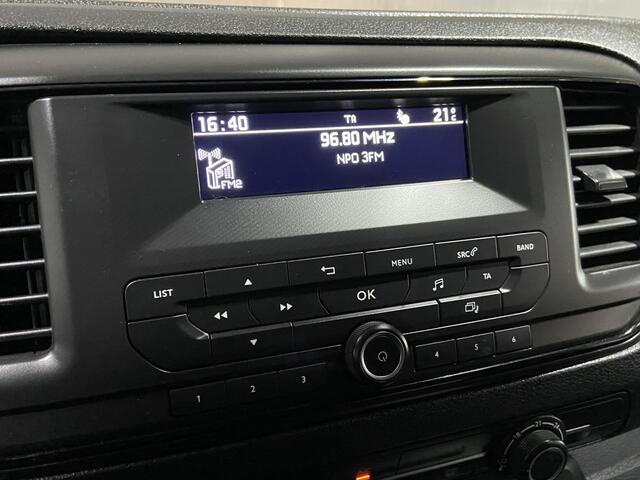 16:40 TA 21°C
96.80 MHz
NPO 3FM
FM2
LIST MENU SRC BAND
OK TA
1 2 3 4 5 6